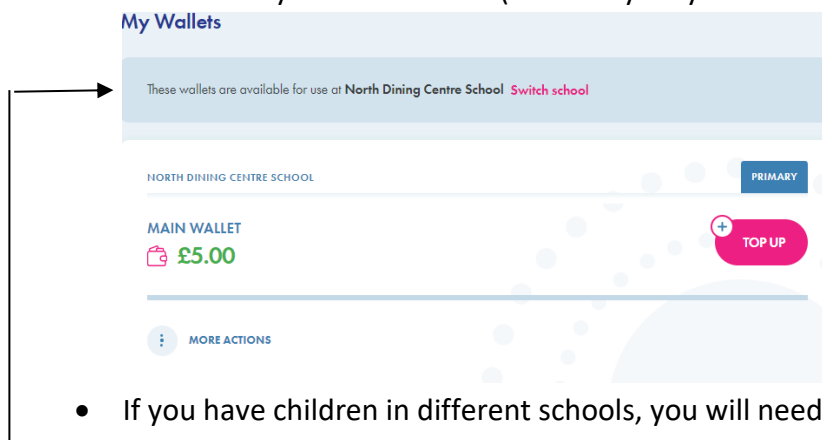 My Wallets
These wallets are available for use at North Dining Centre School Switch school
NORTH DINING CENTRE SCHOOL
PRIMARY
MAIN WALLET
£5.00
TOP UP
MORE ACTIONS
• If you have children in different schools, you will need